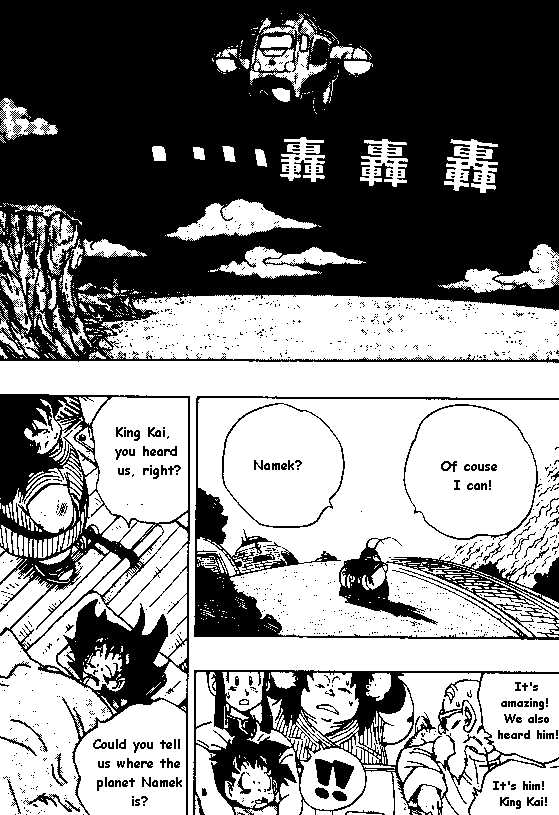 ....轟 轟 轟
King Kai,
you heard
us, right?
Could you tell
us where the
planet Namek
is?
Namek?
Of couse
I can!
!!
It's
amazing!
We also
heard him!
It's him!
King Kai!